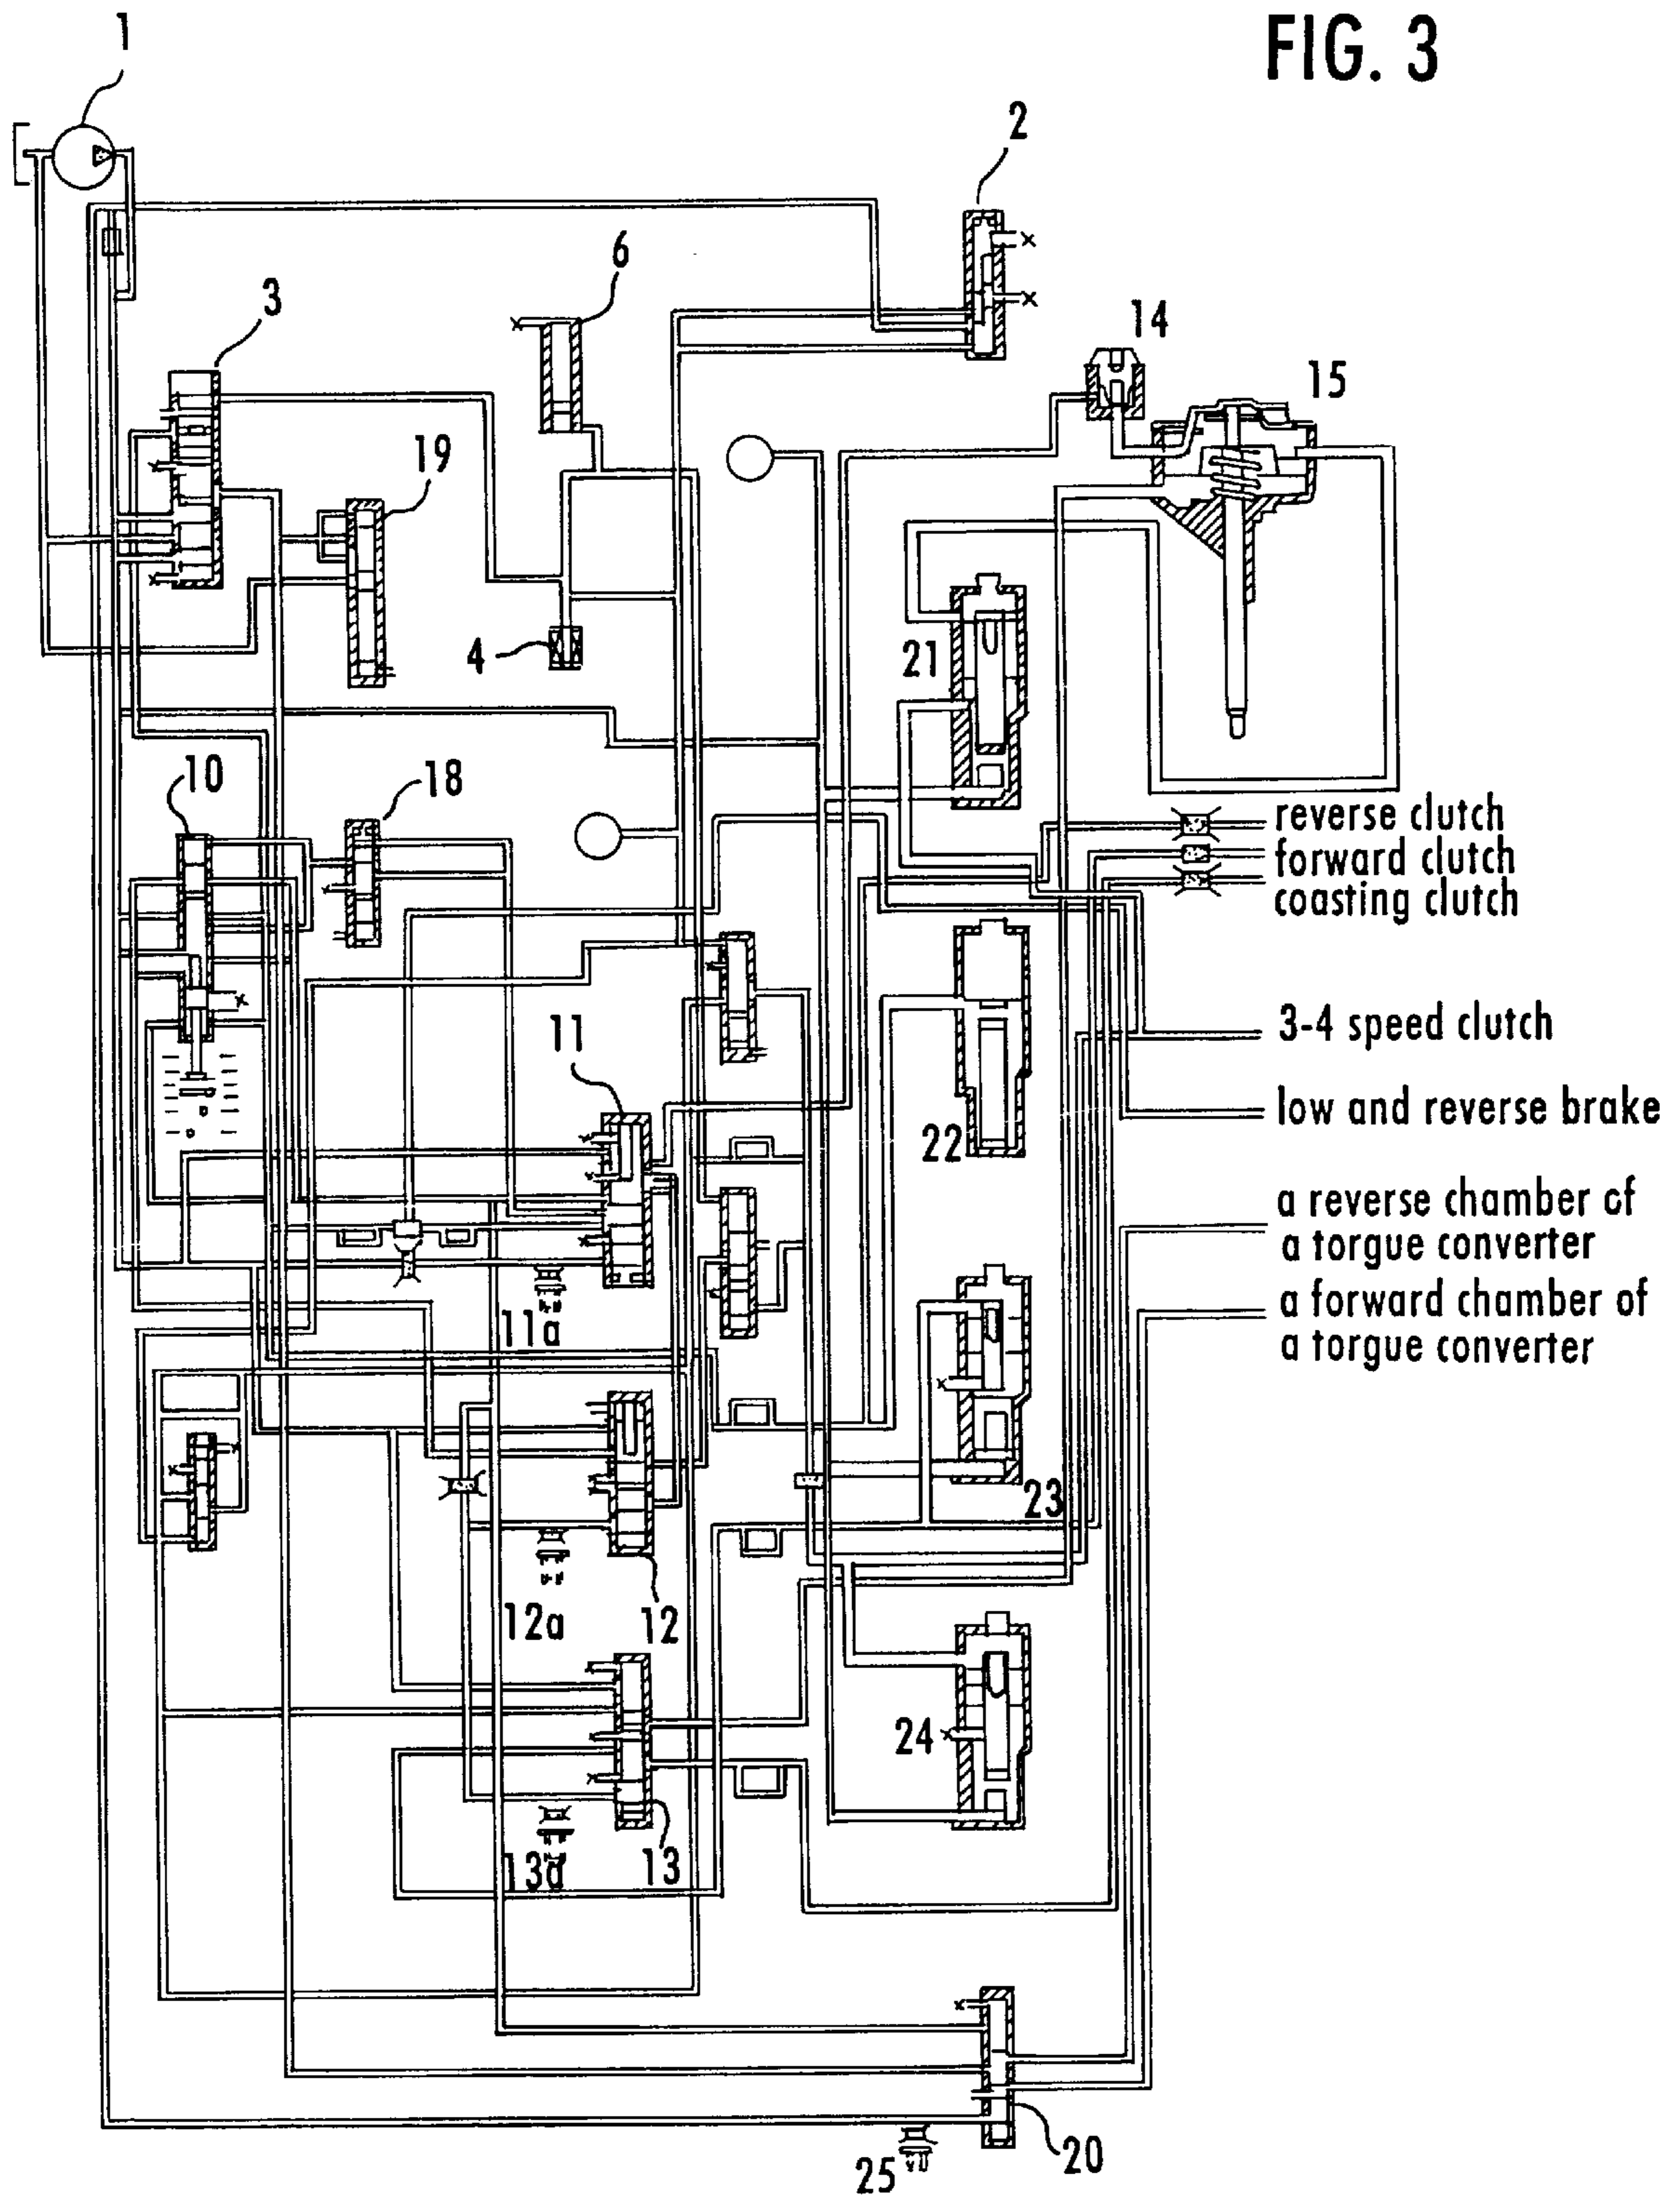 FIG. 3
1
2
6
3
14
15
19
4
21
10
18
reverse clutch
forward clutch
coasting clutch
11
3-4 speed clutch
low and reverse brake
22
a reverse chamber of
a torgue converter
a forward chamber of
a torgue converter
11a
23
12a
12
24
13a
13
20
25